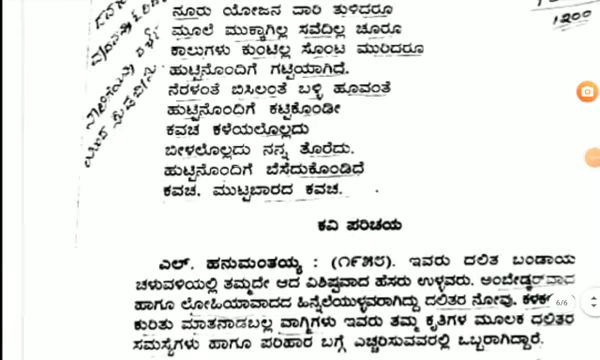 ನೂರು ಯೋಜನ ದಾರಿ ತುಳಿದರೂ
ಮೂಲೆ ಮುಕ್ಕಾಗಿಲ್ಲ ಸವೆದಿಲ್ಲ ಚೂರೂ
ಕಾಲುಗಳು ಕುಂಟಿಲ್ಲ ಸೊಂಟ ಮುರಿದರೂ
ಹುಟ್ಟಿನೊಂದಿಗೆ ಗಟ್ಟಿಯಾಗಿದೆ.
ನೆರಳಂತೆ ಬಿಸಿಲಂತೆ ಬಳ್ಳಿ ಹೂವಂತೆ
ಹುಟ್ಟಿನೊಂದಿಗೆ ಕಟ್ಟಿಕೊಂಡೀ
ಕವಚ ಕಳೆಯಲೊಲ್ಲದು
ಬೀಳಲೊಲ್ಲದು ನನ್ನ ತೊರೆದು.
ಹುಟ್ಟಿನೊಂದಿಗೆ ಬೆಸೆದುಕೊಂಡಿದೆ
ಕವಚ. ಮುಟ್ಟಬಾರದ ಕವಚ.
೧೨೦೦
ಕವಿ ಪರಿಚಯ
ಎಲ್. ಹನುಮಂತಯ್ಯ : (೧೯೫೮). ಇವರು ದಲಿತ ಬಂಡಾಯ
ಚಳುವಳಿಯಲ್ಲಿ ತಮ್ಮದೇ ಆದ ವಿಶಿಷ್ಟವಾದ ಹೆಸರು ಉಳ್ಳವರು. ಅಂಬೇಡ್ಕರ್‌ವಾದ
ಹಾಗೂ ಲೋಹಿಯಾವಾದದ ಹಿನ್ನೆಲೆಯುಳ್ಳವರಾಗಿದ್ದು ದಲಿತರ ನೋವು.
ಕುರಿತು ಮಾತನಾಡಬಲ್ಲ ವಾಗ್ಮಿಗಳು ಇವರು ತಮ್ಮ ಕೃತಿಗಳ ಮೂಲಕ ದಲಿತರ
ಸಮಸ್ಯೆಗಳು ಹಾಗೂ ಪರಿಹಾರ ಬಗ್ಗೆ ಎಚ್ಚರಿಸುವವರಲ್ಲಿ ಒಬ್ಬರಾಗಿದ್ದಾರೆ.
6/6